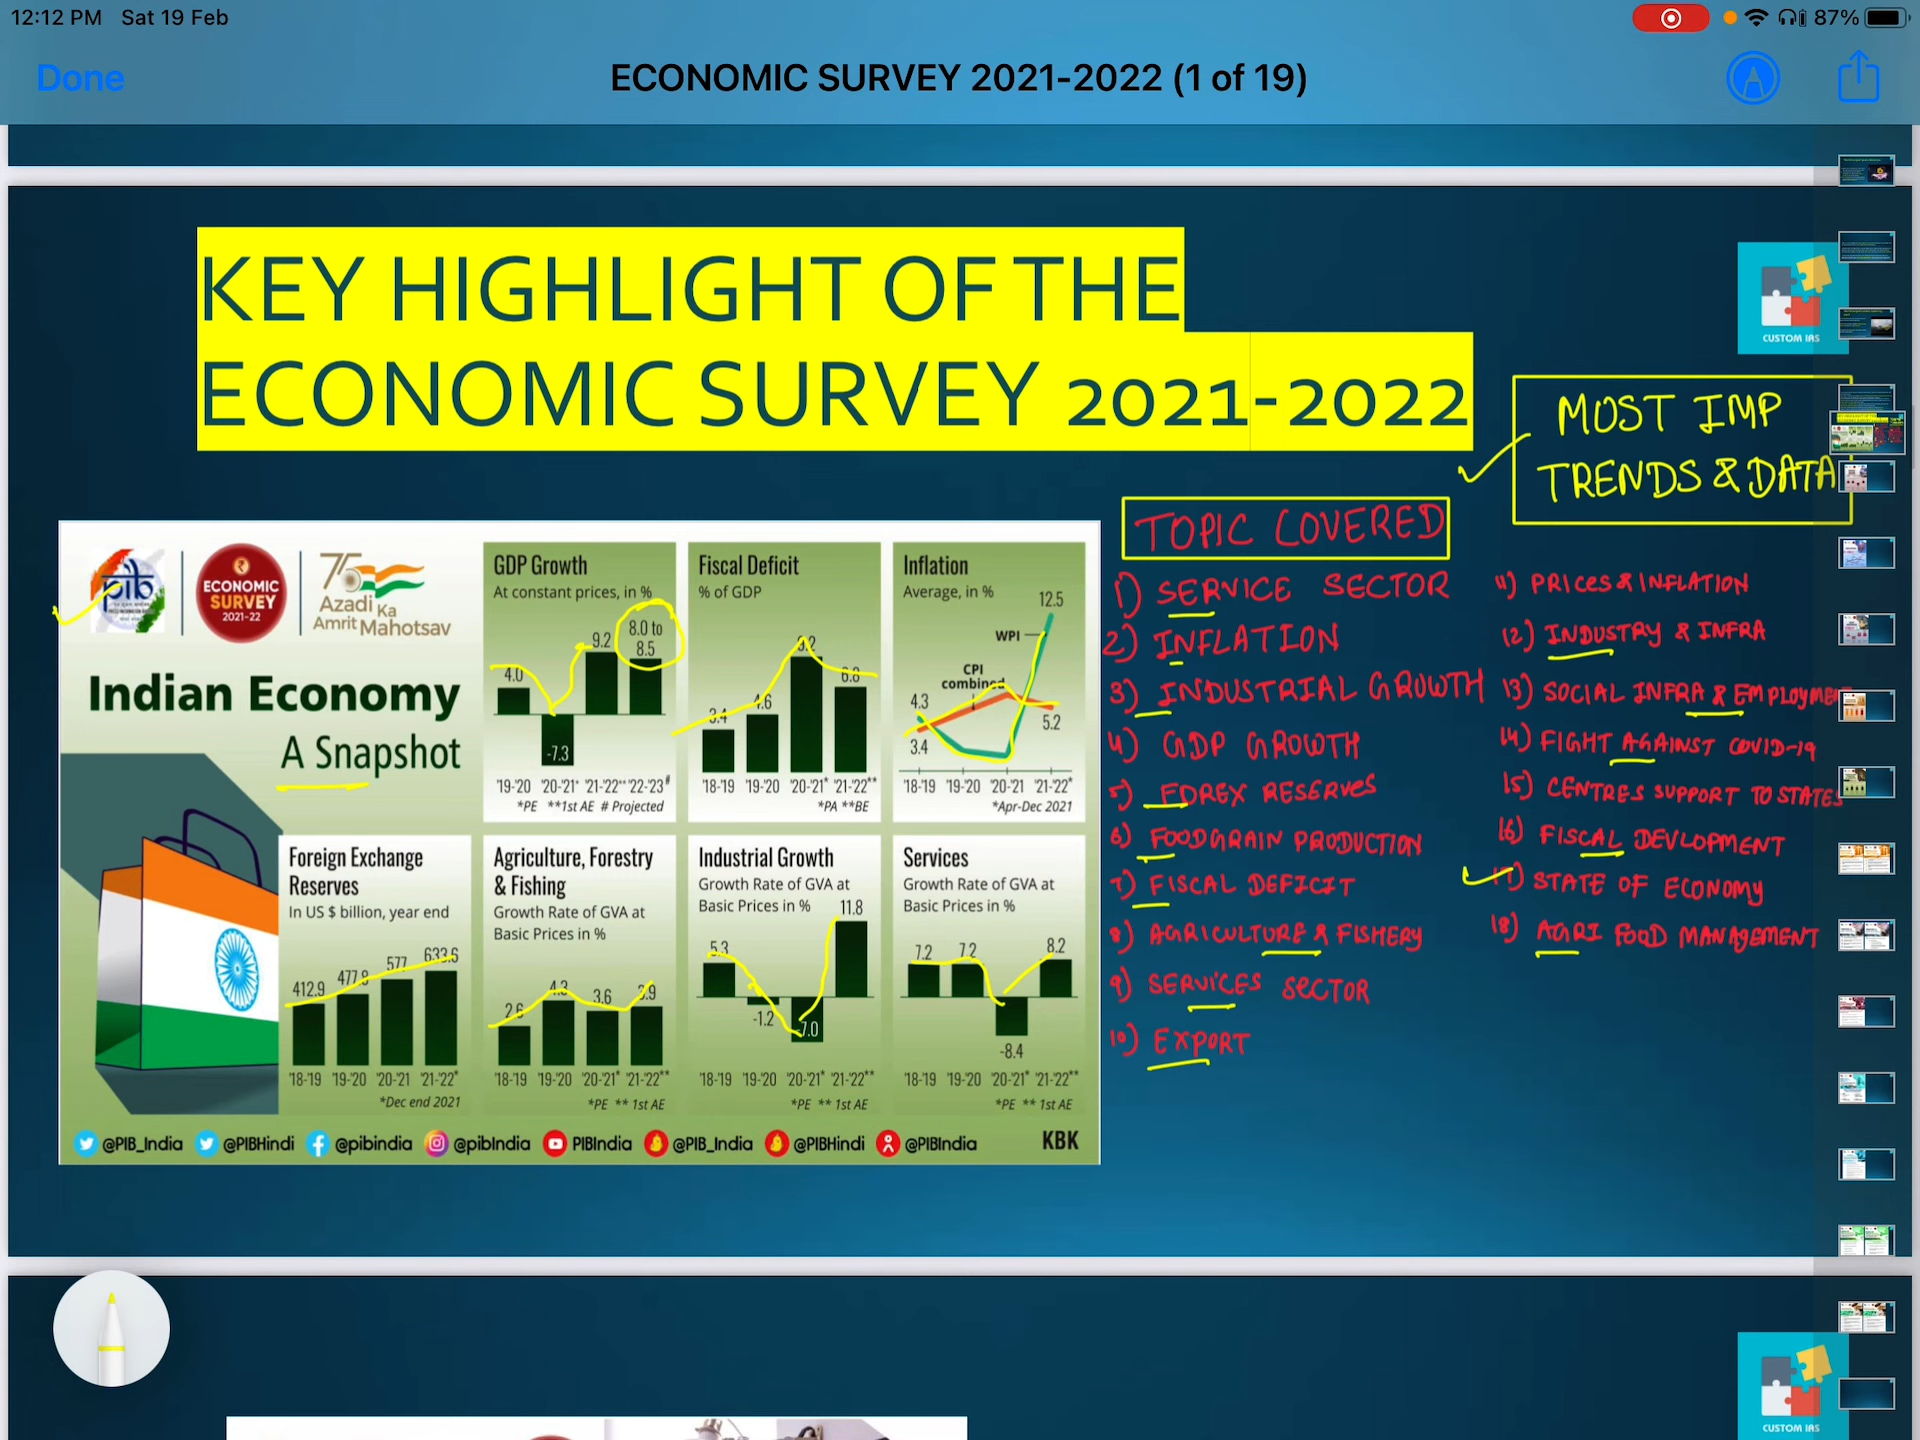 12:12 PM Sat 19 Feb
87%
Done
ECONOMIC SURVEY 2021-2022 (1 of 19)
KEY HIGHLIGHT OF THE
ECONOMIC SURVEY 2021-2022
CUSTOM IAS
MOST IMP
TRENDS & DATA
pib
ECONOMIC
SURVEY
2021-22
75
Azadi Ka
Amrit Mahotsav
Indian Economy
A Snapshot
GDP Growth
At constant prices, in %
4.0
-7.3
9.2
8.0 to
8.5
'19-'20 '20-'21* '21-'22** '22-'23#
*PE **1st AE # Projected
Fiscal Deficit
% of GDP
3.4
4.6
9.2
6.8
'18-'19 '19-'20 '20-'21* '21-'22**
*PA **BE
Inflation
Average, in %
12.5
WPI
CPI
combined
4.3
3.4
5.2
'18-'19 '19-'20 '20-'21 '21-'22*
*Apr-Dec 2021
Foreign Exchange
Reserves
In US $ billion, year end
412.9
477.8
577
633.6
'18-'19 '19-'20 '20-'21 '21-'22*
*Dec end 2021
Agriculture, Forestry
& Fishing
Growth Rate of GVA at
Basic Prices in %
2.6
4.3
3.6
3.9
'18-'19 '19-'20 '20-'21* '21-'22**
*PE ** 1st AE
Industrial Growth
Growth Rate of GVA at
Basic Prices in %
5.3
-1.2
-7.0
11.8
'18-'19 '19-'20 '20-'21* '21-'22**
*PE ** 1st AE
Services
Growth Rate of GVA at
Basic Prices in %
7.2
7.2
-8.4
8.2
'18-'19 '19-'20 '20-'21* '21-'22**
*PE ** 1st AE
@PIB_India @PIBHindi @pibindia @pibIndia PIBIndia @PIB_India @PIBHindi @PIBIndia KBK
TOPIC COVERED
1) SERVICE SECTOR
2) INFLATION
3) INDUSTRIAL GROWTH
4) GDP GROWTH
5) FOREX RESERVES
6) FOODGRAIN PRODUCTION
7) FISCAL DEFICIT
8) AGRICULTURE & FISHERY
9) SERVICES SECTOR
10) EXPORT
11) PRICES & INFLATION
12) INDUSTRY & INFRA
13) SOCIAL INFRA & EMPLOYME
14) FIGHT AGAINST COVID-19
15) CENTRES SUPPORT TO STATES
16) FISCAL DEVLOPMENT
17) STATE OF ECONOMY
18) AGRI FOOD MANAGEMENT
CUSTOM IAS